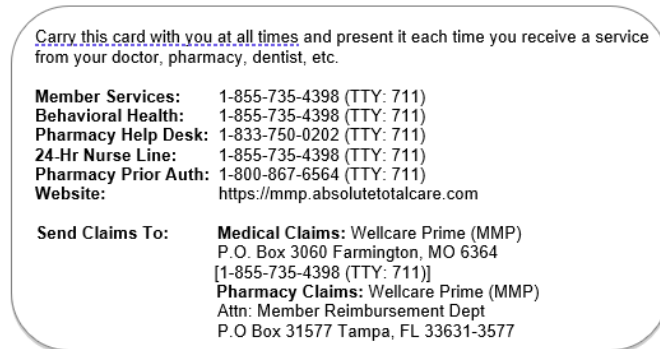 Carry this card with you at all times and present it each time you receive a service
from your doctor, pharmacy, dentist, etc.
Member Services: 1-855-735-4398 (TTY: 711)
Behavioral Health: 1-855-735-4398 (TTY: 711)
Pharmacy Help Desk: 1-833-750-0202 (TTY: 711)
24-Hr Nurse Line: 1-855-735-4398 (TTY: 711)
Pharmacy Prior Auth: 1-800-867-6564 (TTY: 711)
Website: https://mmp.absolutetotalcare.com
Send Claims To: Medical Claims: Wellcare Prime (MMP)
P.O. Box 3060 Farmington, MO 6364
[1-855-735-4398 (TTY: 711)]
Pharmacy Claims: Wellcare Prime (MMP)
Attn: Member Reimbursement Dept
P.O Box 31577 Tampa, FL 33631-3577